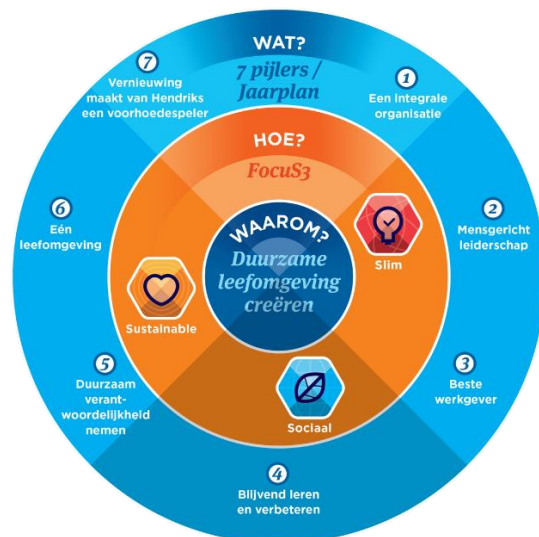 WAT?
7 pijlers /
Jaarplan
1
Een integrale
organisatie
2
Mensgericht
leiderschap
3
Beste
werkgever
4
Blijvend leren
en verbeteren
5
Duurzaam
verant-
woordelijkheid
nemen
6
Eén
leefomgeving
7
Vernieuwing
maakt van Hendriks
een voorhoedespeler
HOE?
FocuS3
Slim
Sociaal
Sustainable
WAAROM?
Duurzame
leefomgeving
creëren